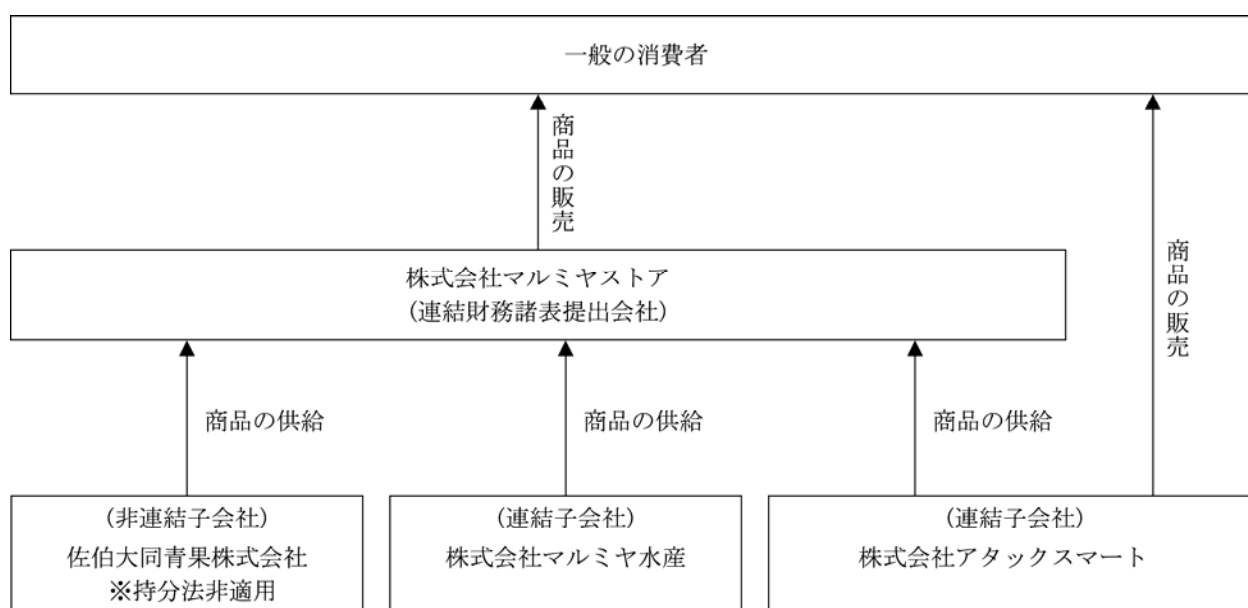 一般の消費者
商品の販売
株式会社マルミヤストア
(連結財務諸表提出会社)
商品の販売
商品の供給
商品の供給
商品の供給
(非連結子会社)
佐伯大同青果株式会社
※持分法非適用
(連結子会社)
株式会社マルミヤ水産
(連結子会社)
株式会社アタックスマート